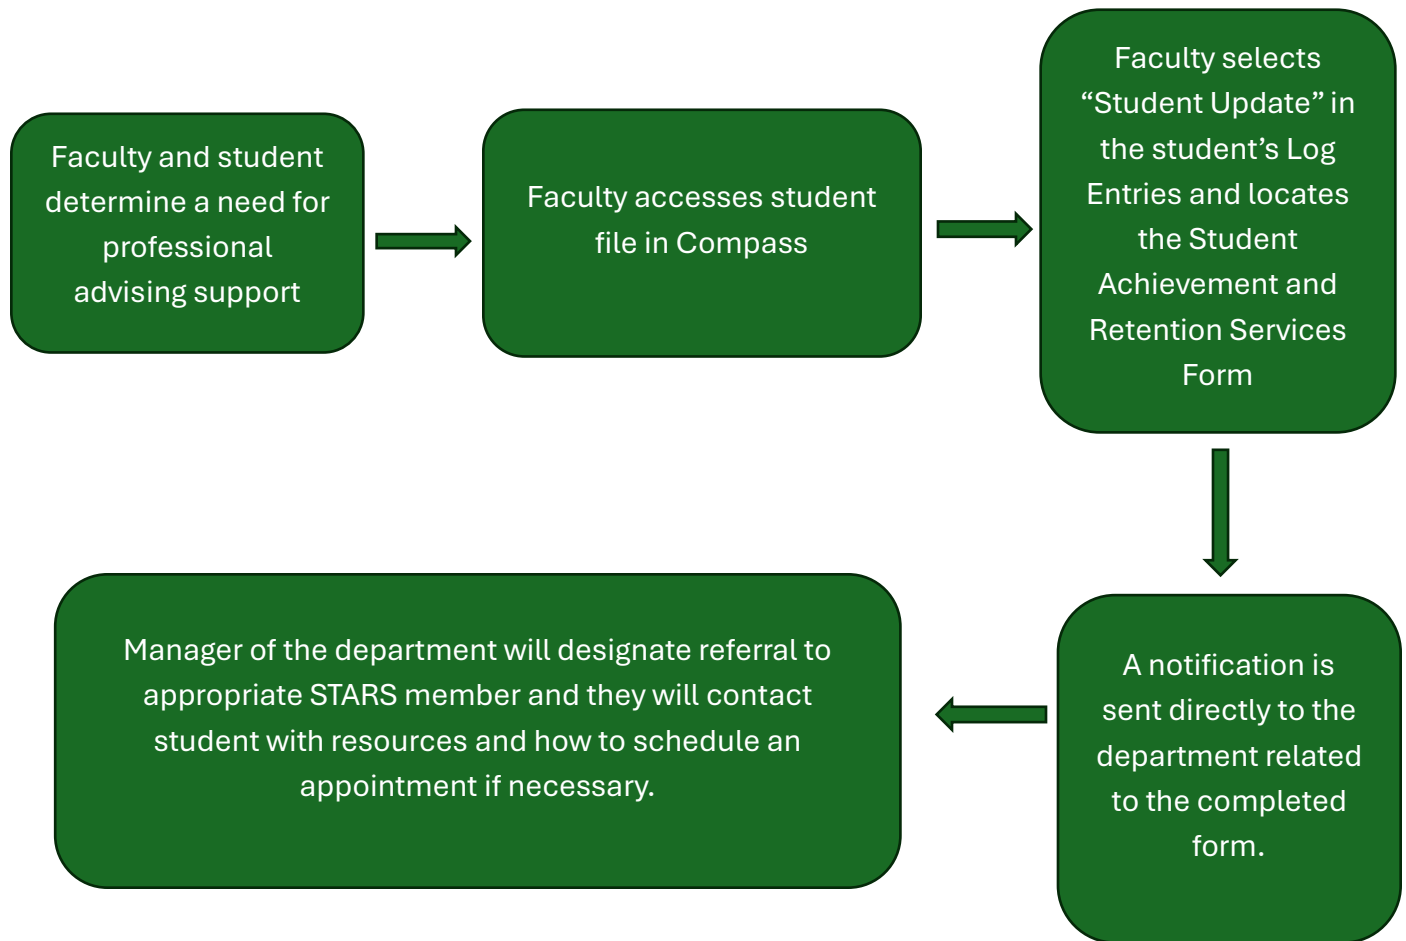 Faculty and student
determine a need for
professional
advising support
Faculty accesses student
file in Compass
Faculty selects
“Student Update” in
the student’s Log
Entries and locates
the Student
Achievement and
Retention Services
Form
A notification is
sent directly to the
department related
to the completed
form.
Manager of the department will designate referral to
appropriate STARS member and they will contact
student with resources and how to schedule an
appointment if necessary.